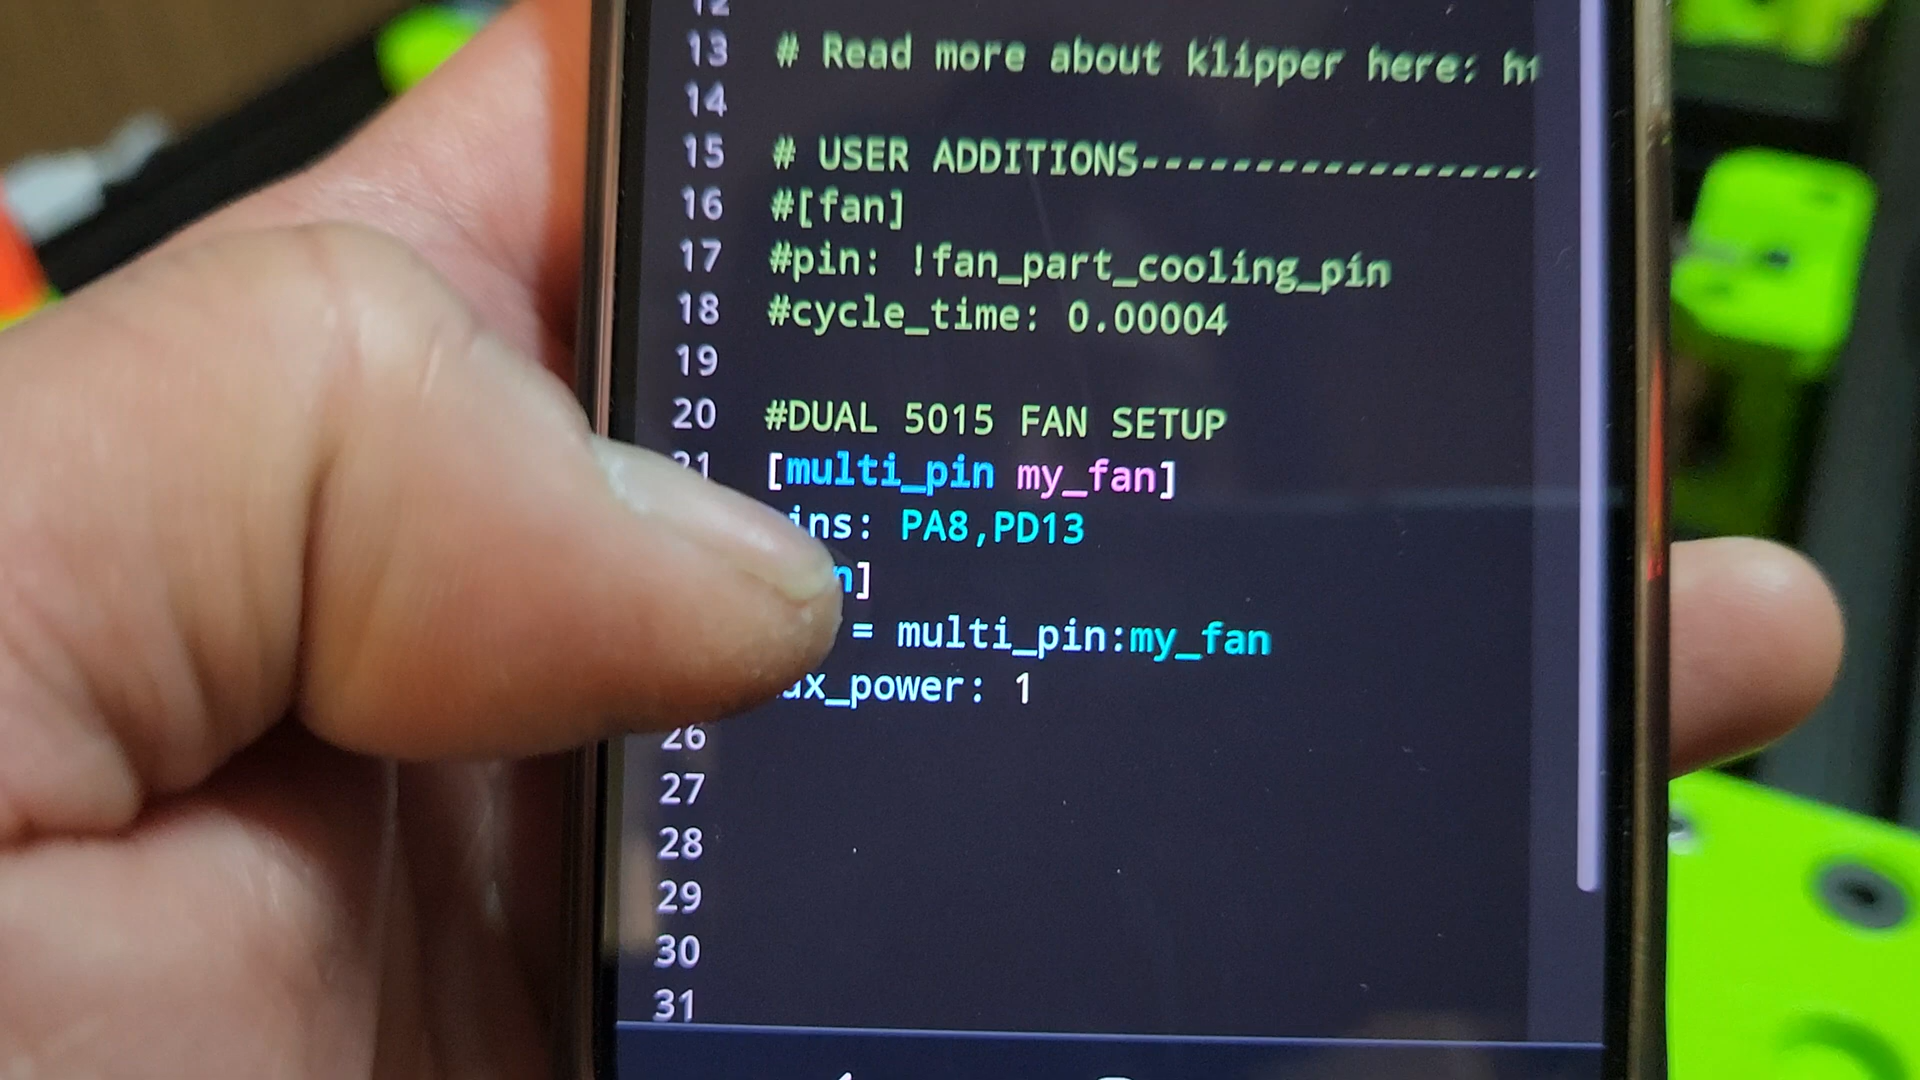 12
13 # Read more about klipper here:
14
15 # USER ADDITIONS------------------
16 #[fan]
17 #pin: !fan_part_cooling_pin
18 #cycle_time: 0.00004
19
20 #DUAL 5015 FAN SETUP
21 [multi_pin my_fan]
PA8,PD13
= multi_pin:my_fan
1
26
27
28
29
30
31